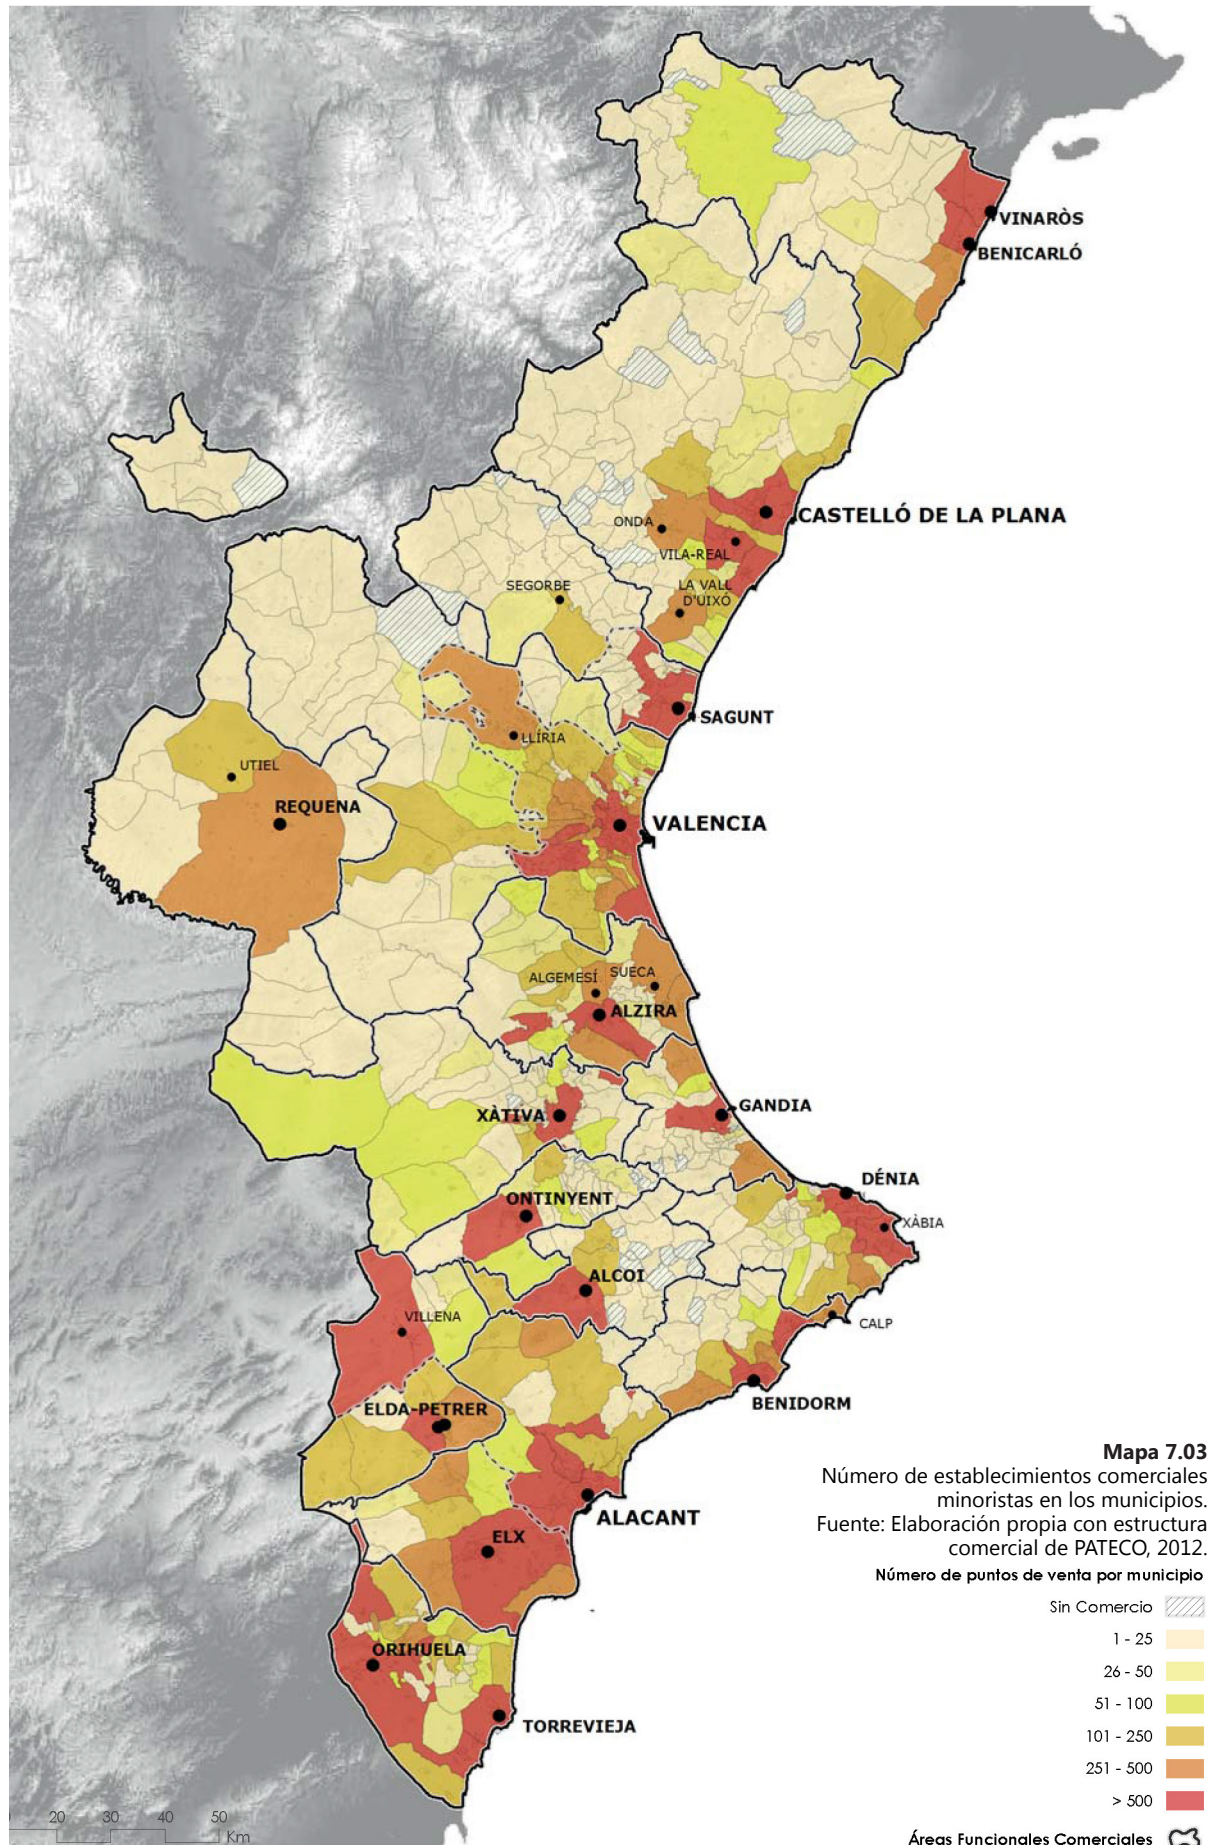 VINARÒS
BENICARLÓ
CASTELLÓ DE LA PLANA
ONDA
VILA-REAL
SEGORBE
LA VALL
D'UIXÓ
SAGUNT
LLÍRIA
UTIEL
REQUENA
VALENCIA
ALGEMESÍ
SUECA
ALZIRA
XÀTIVA
GANDIA
DÉNIA
ONTINYENT
XÀBIA
ALCOI
VILLENA
CALP
BENIDORM
ELDA-PETRER
ALACANT
ELX
ORIHUELA
TORREVIEJA
Mapa 7.03
Número de establecimientos comerciales
minoristas en los municipios.
Fuente: Elaboración propia con estructura
comercial de PATECO, 2012.
Número de puntos de venta por municipio
Sin Comercio
1 - 25
26 - 50
51 - 100
101 - 250
251 - 500
> 500
Áreas Funcionales Comerciales
20 30 40 50
Km